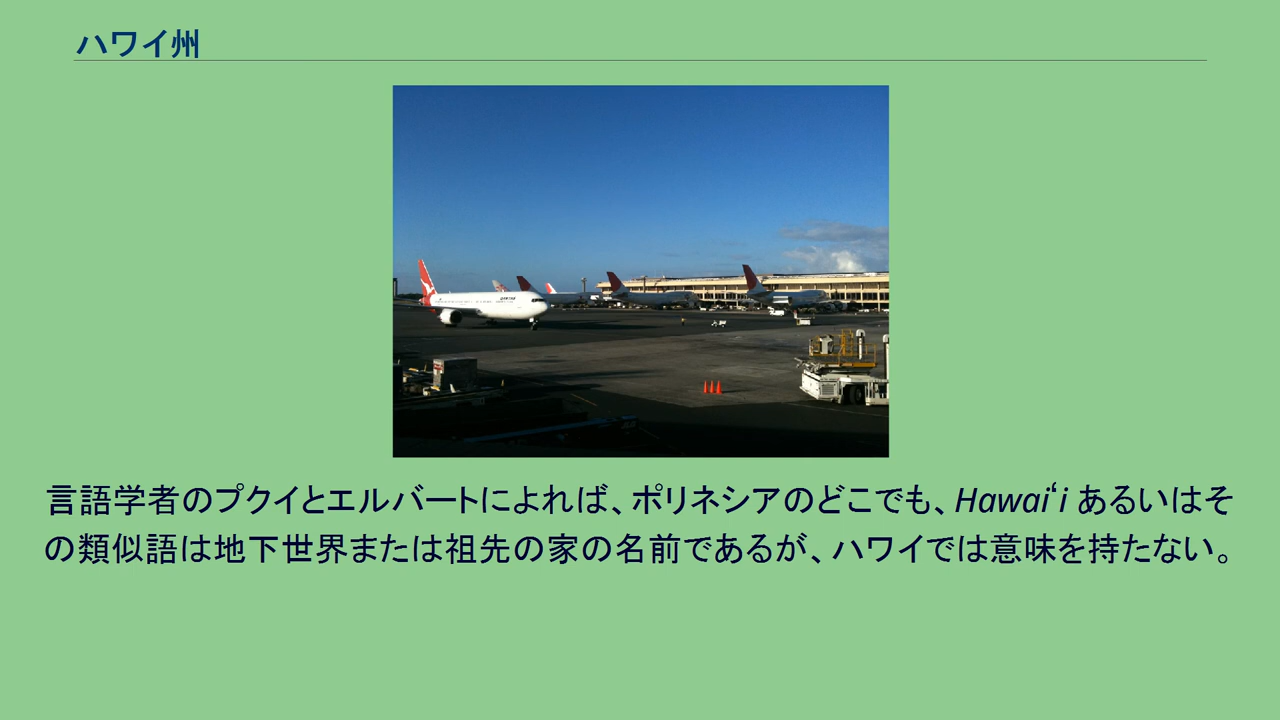 ハワイ州
言語学者のプクイとエルバートによれば、ポリネシアのどこでも、Hawaiʻi あるいはそ
の類似語は地下世界または祖先の家の名前であるが、ハワイでは意味を持たない。